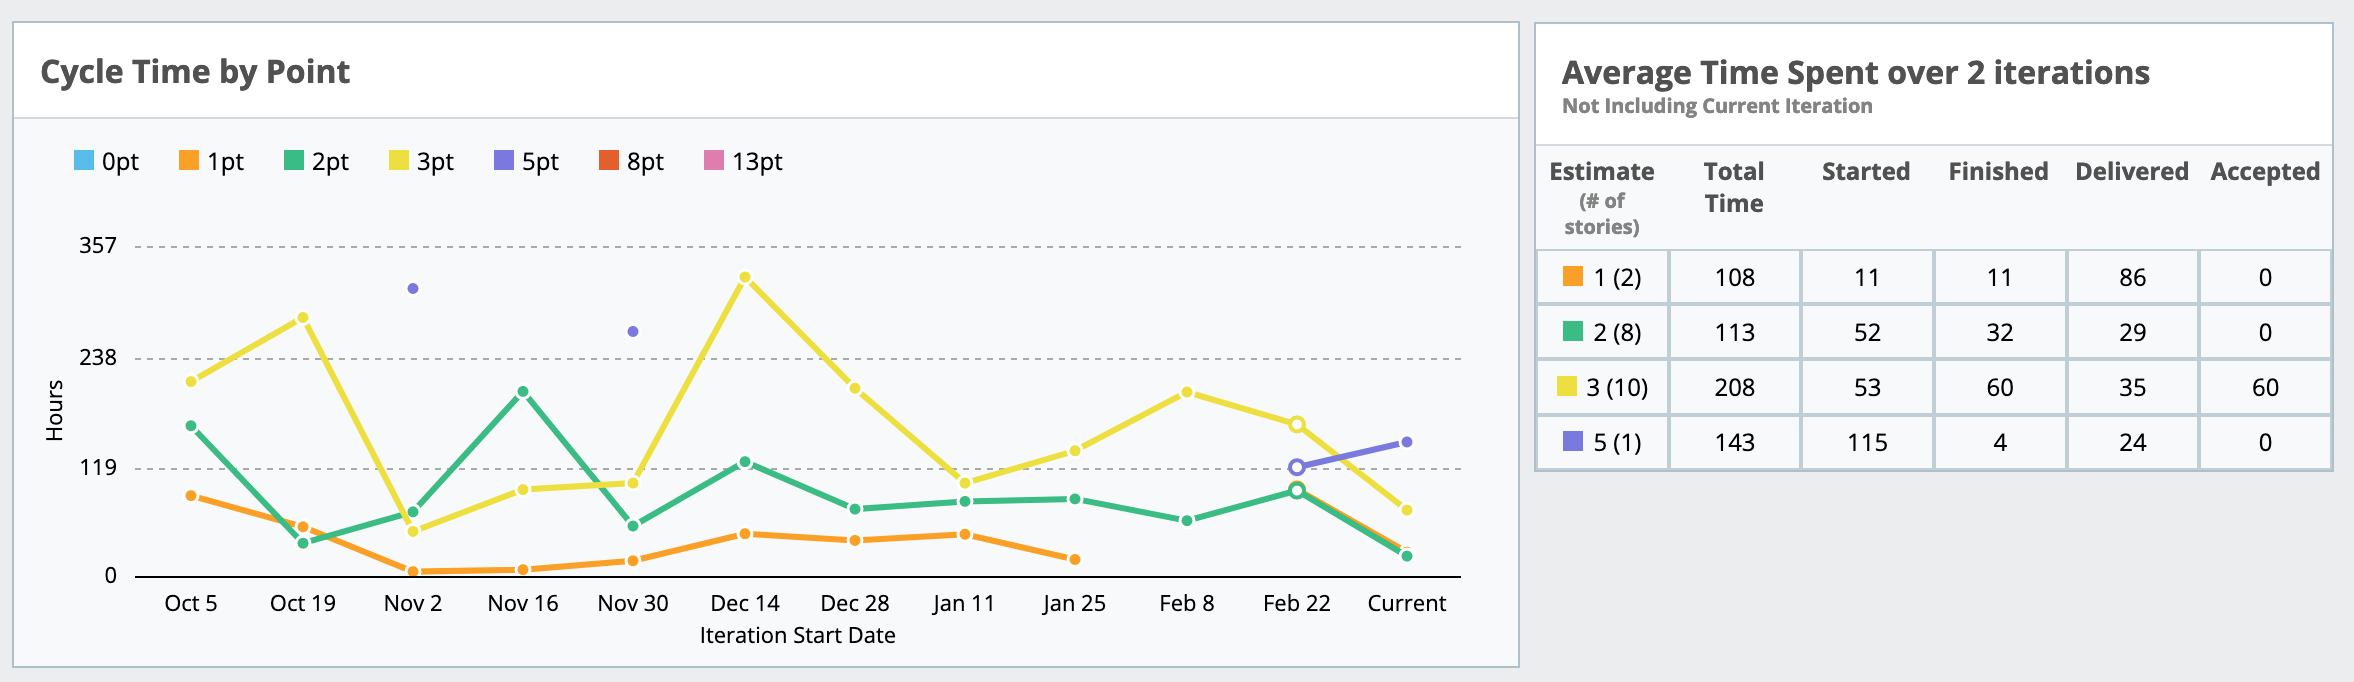 Cycle Time by Point
0pt 1pt 2pt 3pt 5pt 8pt 13pt
357
238
119
0
Hours
Oct 5 Oct 19 Nov 2 Nov 16 Nov 30 Dec 14 Dec 28 Jan 11 Jan 25 Feb 8 Feb 22 Current
Iteration Start Date
Average Time Spent over 2 iterations
Not Including Current Iteration
Estimate Total Started Finished Delivered Accepted
(# of Time
stories)
1 (2) 108 11 11 86 0
2 (8) 113 52 32 29 0
3 (10) 208 53 60 35 60
5 (1) 143 115 4 24 0